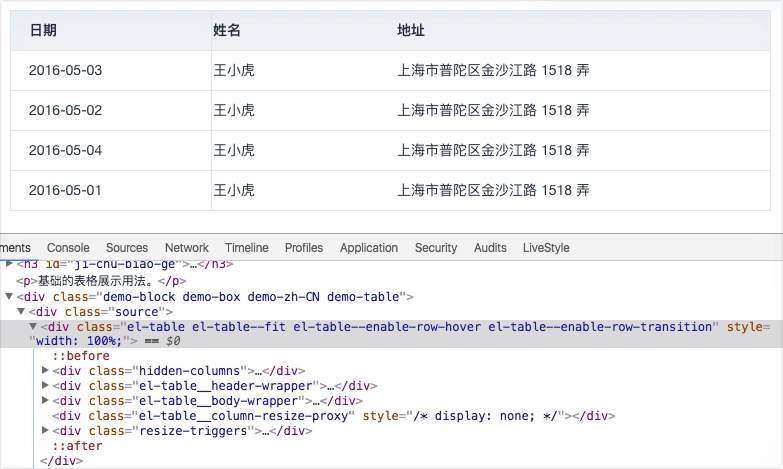 日期 姓名 地址
2016-05-03 王小虎 上海市普陀区金沙江路 1518 弄
2016-05-02 王小虎 上海市普陀区金沙江路 1518 弄
2016-05-04 王小虎 上海市普陀区金沙江路 1518 弄
2016-05-01 王小虎 上海市普陀区金沙江路 1518 弄
ments Console Sources Network Timeline Profiles Application Security Audits LiveStyle
▶<h3 id="ji-chu-biao-ge">…</h3>
<p>基础的表格展示用法。</p>
▼<div class="demo-block demo-box demo-zh-CN demo-table">
▼<div class="source">
▼<div class="el-table el-table--fit el-table--enable-row-hover el-table--enable-row-transition" style=
"width: 100%;"> == $0
::before
▶<div class="hidden-columns">…</div>
▶<div class="el-table__header-wrapper">…</div>
▶<div class="el-table__body-wrapper">…</div>
<div class="el-table__column-resize-proxy" style="/* display: none; */"></div>
▶<div class="resize-triggers">…</div>
::after
</div>